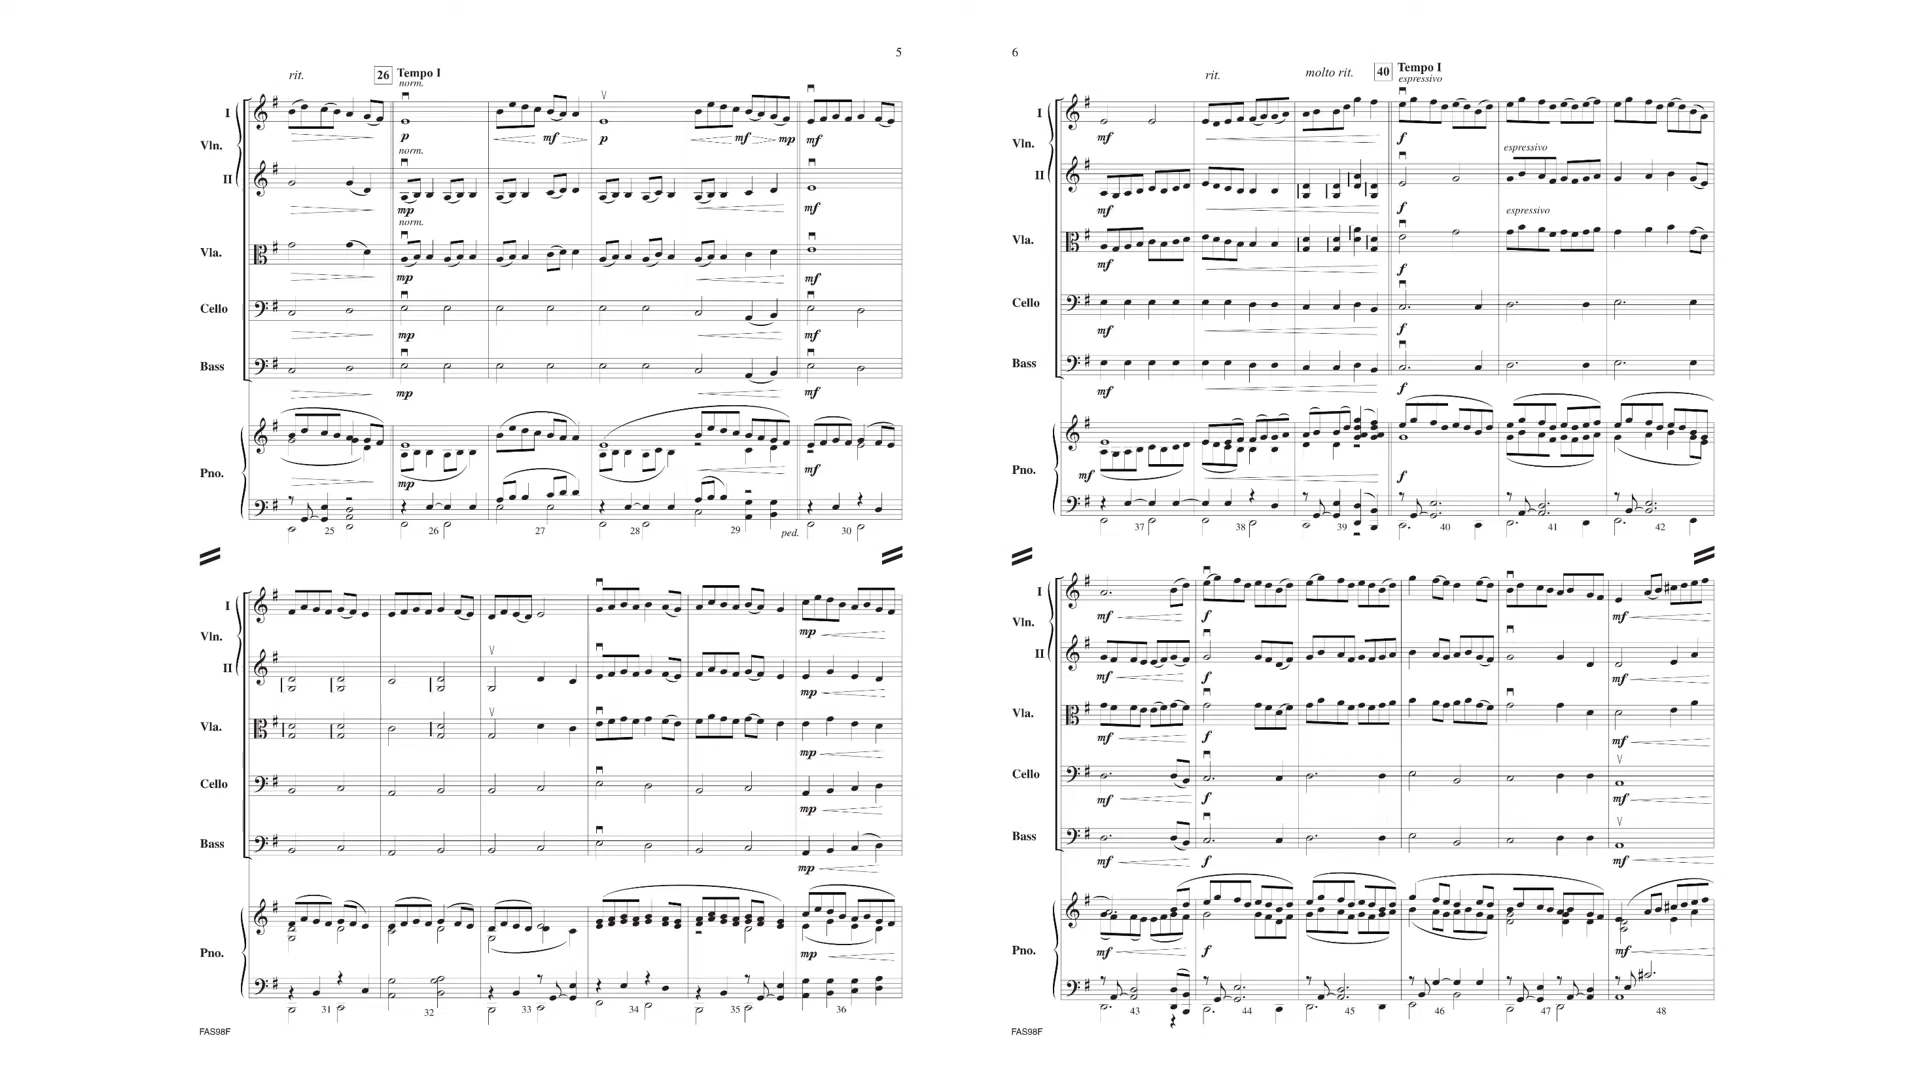 5
rit. 26 Tempo I
norm.
I
Vln.
p mf p mf mp mf
norm.
II
mp mf
norm.
Vla.
mp mf
Cello
mp mf
Bass
mp mf
Pno.
mp mf
25 26 27 28 29 ped. 30
I
Vln.
mp
II
mp
Vla.
mp
Cello
mp
Bass
mp
Pno.
mp
31 32 33 34 35 36
FAS98F
6
rit. molto rit. 40 Tempo I
espressivo
I
Vln.
mf f
espressivo
II
mf f
espressivo
Vla.
mf f
Cello
mf f
Bass
mf f
Pno.
mf f
37 38 39 40 41 42
I
Vln.
mf f mf
II
mf f mf
Vla.
mf f mf
Cello
mf f mf
Bass
mf f mf
Pno.
mf f mf
43 44 45 46 47 48
FAS98F